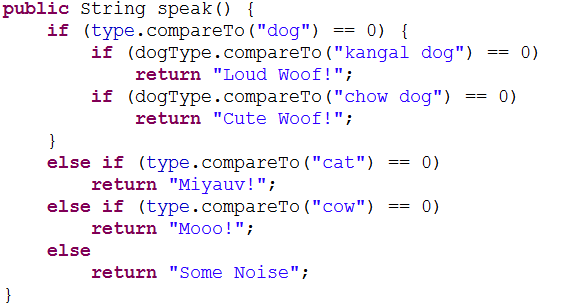 public String speak() {
    if (type.compareTo("dog") == 0) {
        if (dogType.compareTo("kangal dog") == 0)
            return "Loud Woof!";
        if (dogType.compareTo("chow dog") == 0)
            return "Cute Woof!";
    }
    else if (type.compareTo("cat") == 0)
        return "Miyauv!";
    else if (type.compareTo("cow") == 0)
        return "Mooo!";
    else
        return "Some Noise";
}